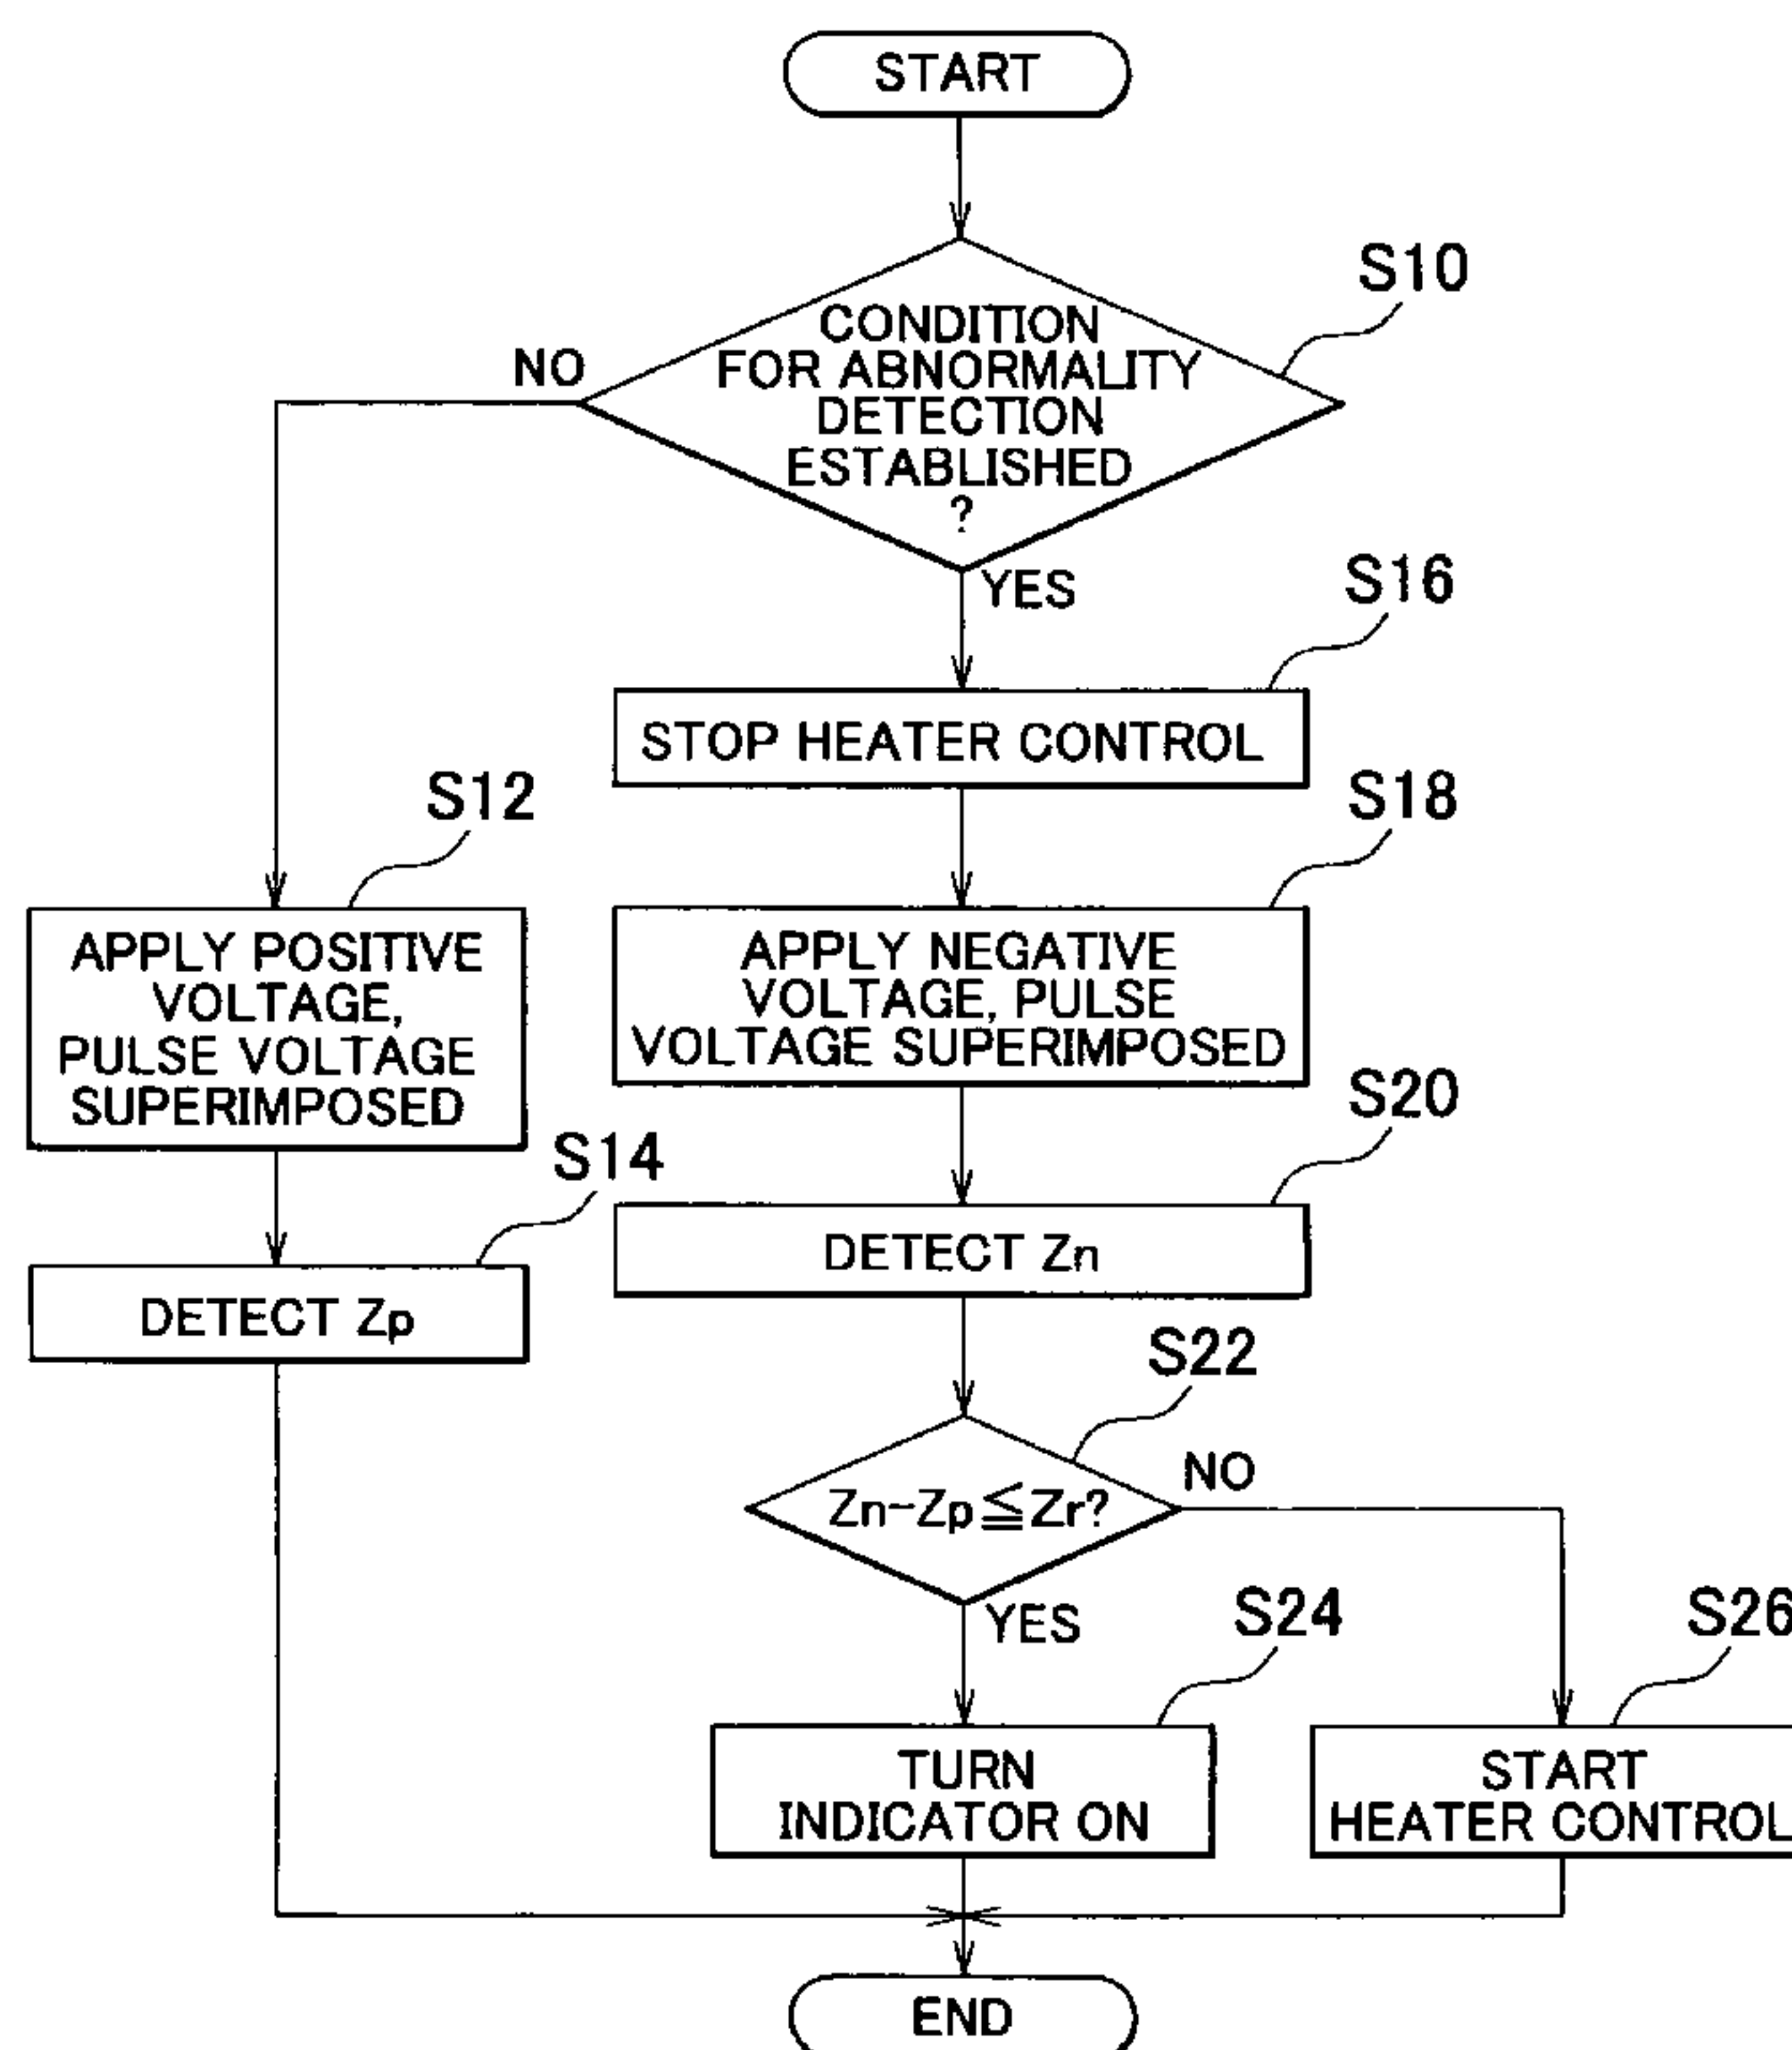 START
S10
CONDITION
FOR ABNORMALITY
DETECTION
ESTABLISHED
?
NO
YES
S16
STOP HEATER CONTROL
S12
S18
APPLY POSITIVE
VOLTAGE,
PULSE VOLTAGE
SUPERIMPOSED
APPLY NEGATIVE
VOLTAGE, PULSE
VOLTAGE SUPERIMPOSED
S14
S20
DETECT Zp
DETECT Zn
S22
Zn-Zp≦Zr?
NO
YES
S24
S26
TURN
INDICATOR ON
START
HEATER CONTROL
END